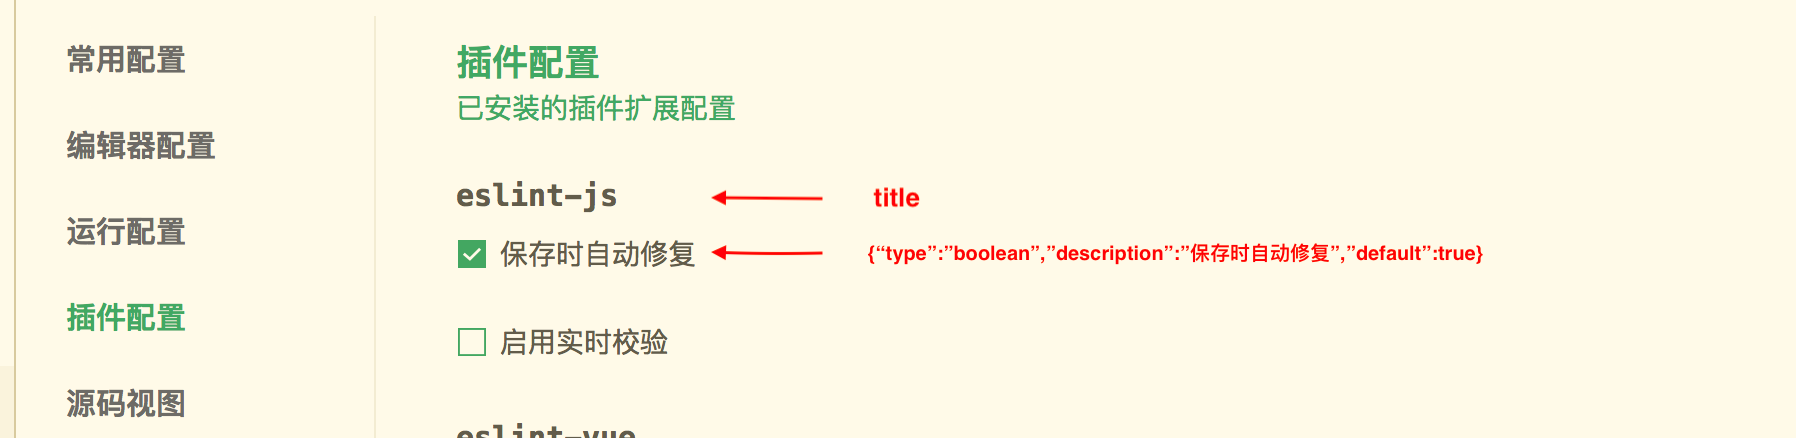 常用配置
编辑器配置
运行配置
插件配置
源码视图
插件配置
已安装的插件扩展配置
eslint-js
title
保存时自动修复
{“type”:”boolean”,”description”:”保存时自动修复”,”default”:true}
启用实时校验
eslint-vue